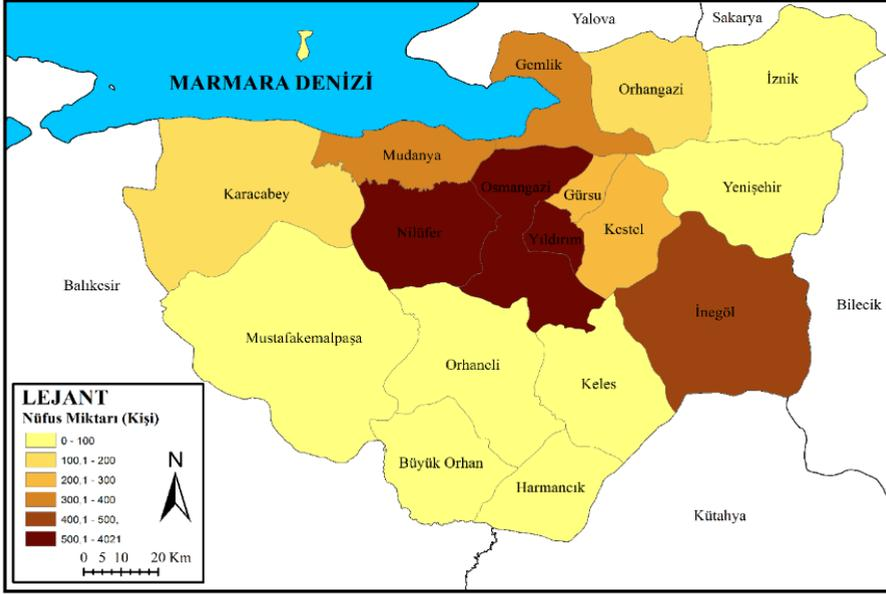 Yalova
Sakarya
Gemlik
MARMARA DENİZİ
Orhangazi
İznik
Mudanya
Osmangazi
Gürsu
Yenişehir
Karacabey
Nilüfer
Yıldırım
Kestel
Balıkesir
Bilecik
İnegöl
Mustafakemalpaşa
Orhaneli
Keles
LEJANT
Nüfus Miktarı (Kişi)
0 - 100
100,1 - 200
200,1 - 300
300,1 - 400
400,1 - 500,
500,1 - 4021
N
0 5 10 20 Km
Büyük Orhan
Harmancık
Kütahya